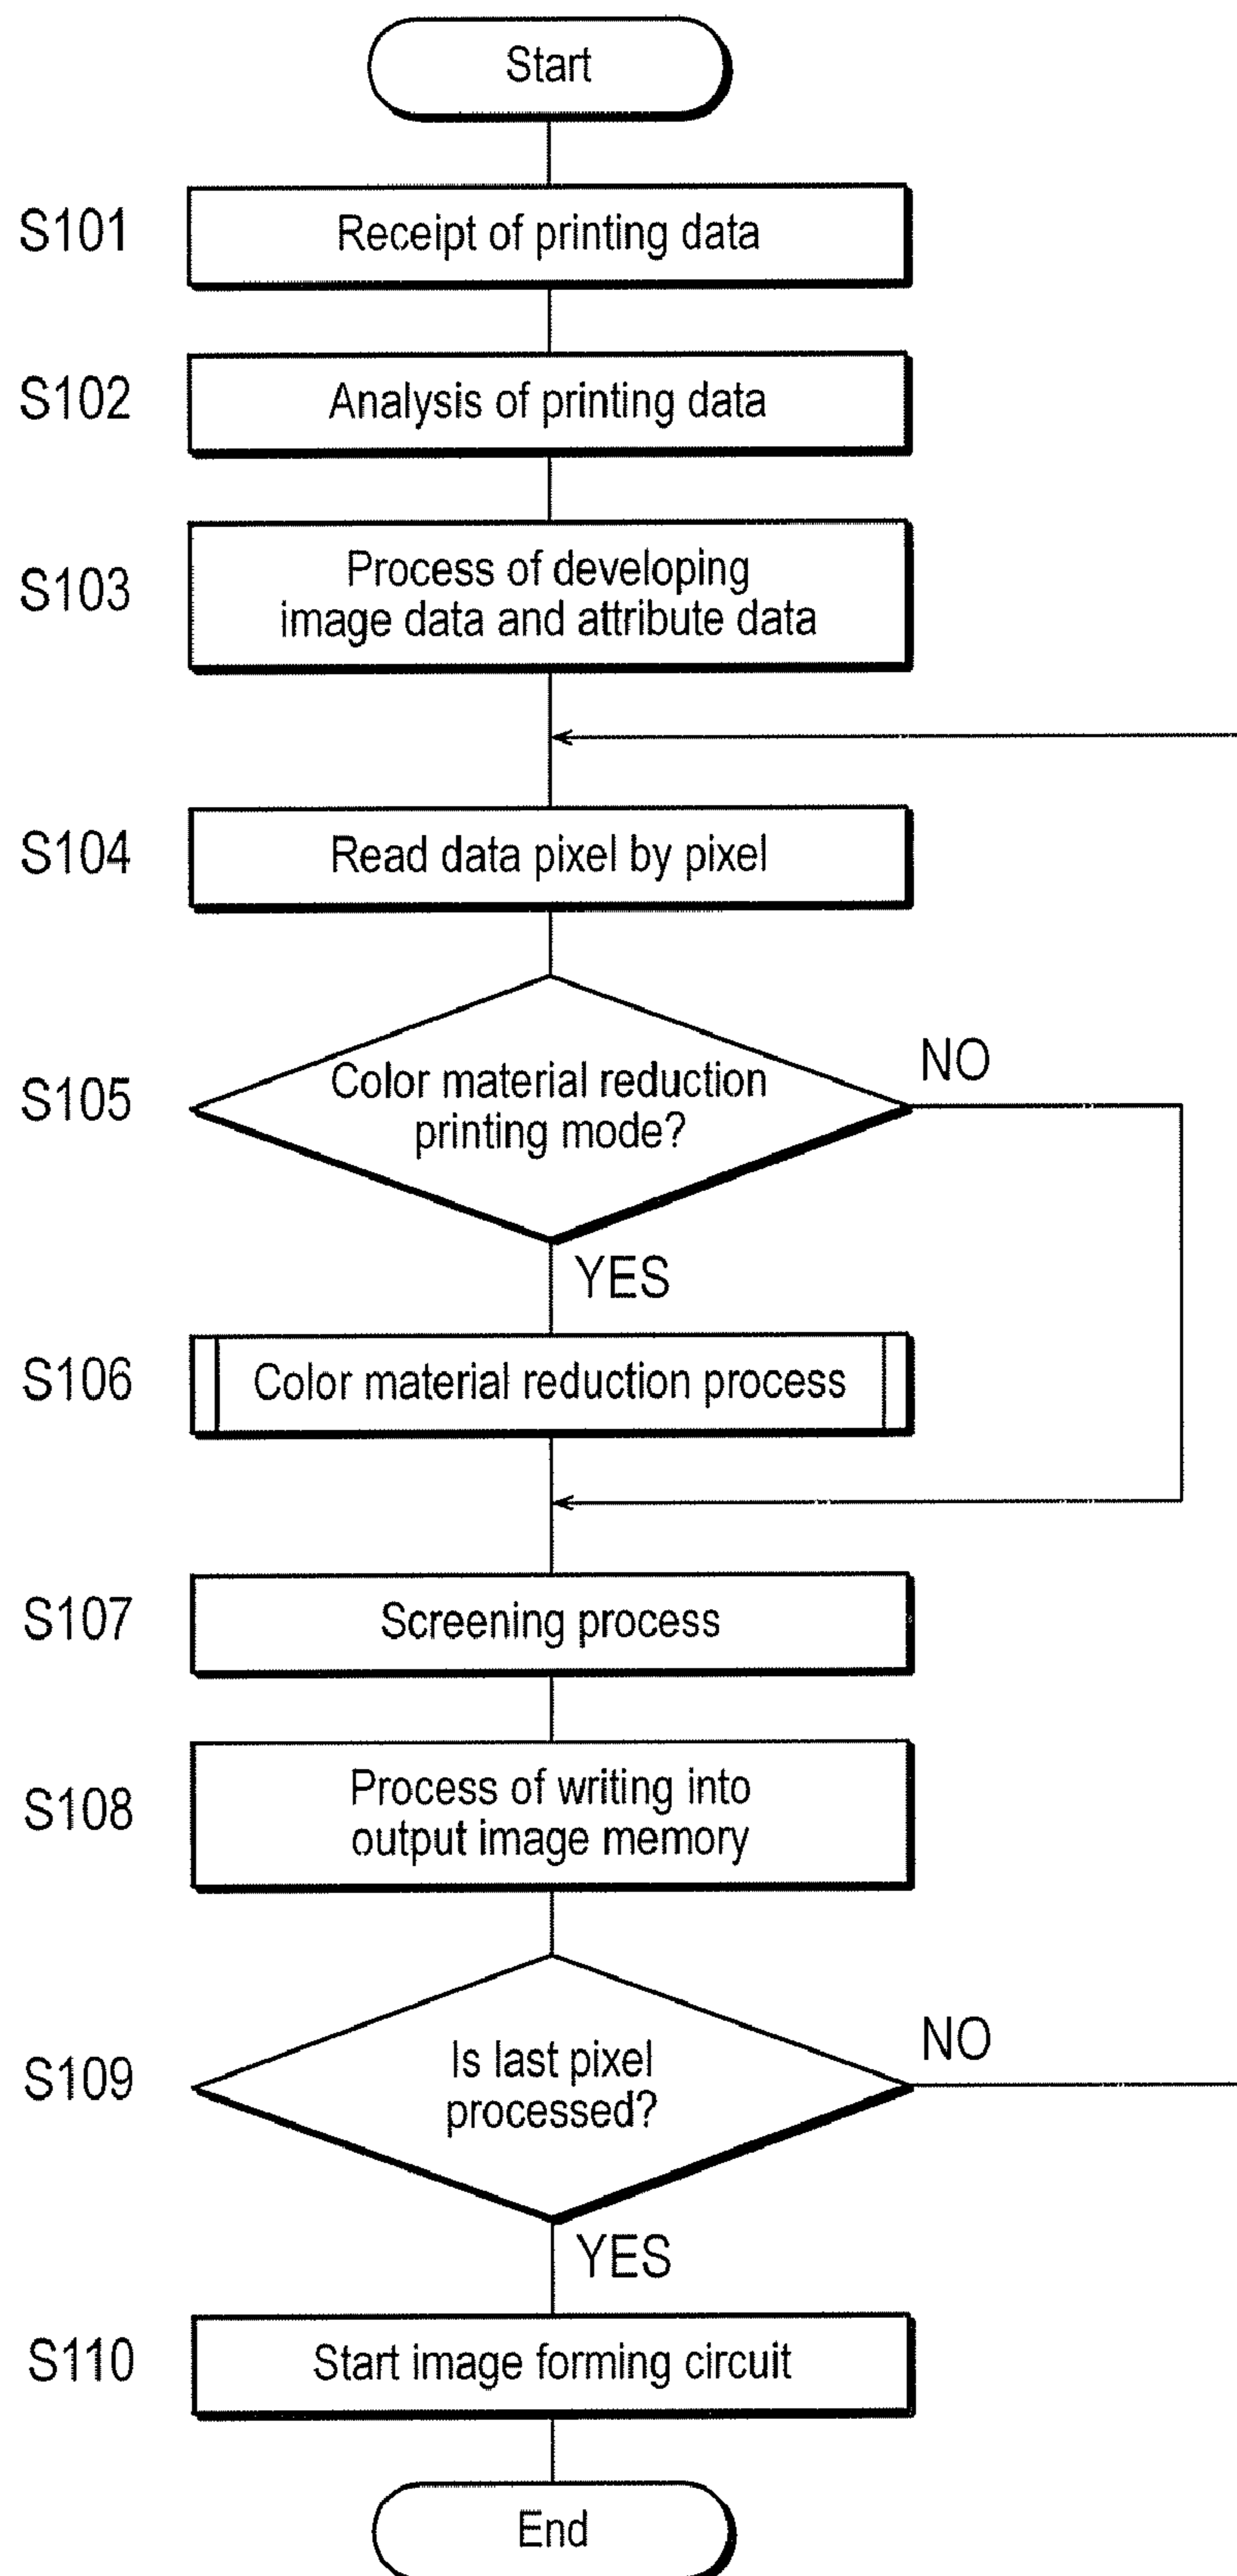 Start
S101
Receipt of printing data
S102
Analysis of printing data
S103
Process of developing
image data and attribute data
S104
Read data pixel by pixel
S105
Color material reduction
printing mode?
NO
YES
S106
Color material reduction process
S107
Screening process
S108
Process of writing into
output image memory
S109
Is last pixel
processed?
NO
YES
S110
Start image forming circuit
End